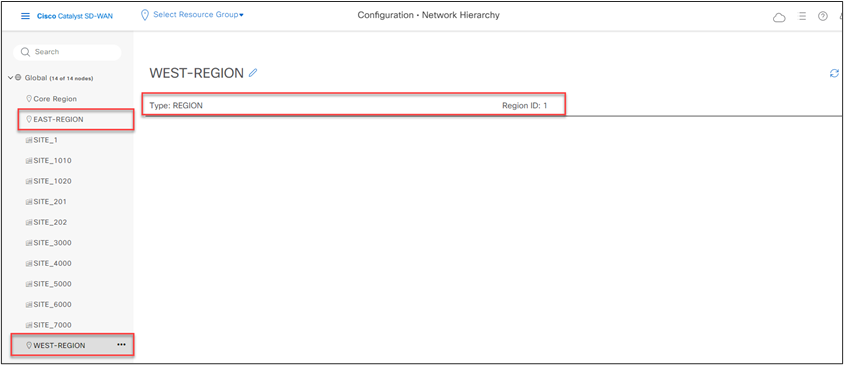 Cisco Catalyst SD-WAN
Select Resource Group▾
Configuration · Network Hierarchy
Search
Global (14 of 14 nodes)
Core Region
EAST-REGION
SITE_1
SITE_1010
SITE_1020
SITE_201
SITE_202
SITE_3000
SITE_4000
SITE_5000
SITE_6000
SITE_7000
WEST-REGION •••
WEST-REGION
Type: REGION Region ID: 1